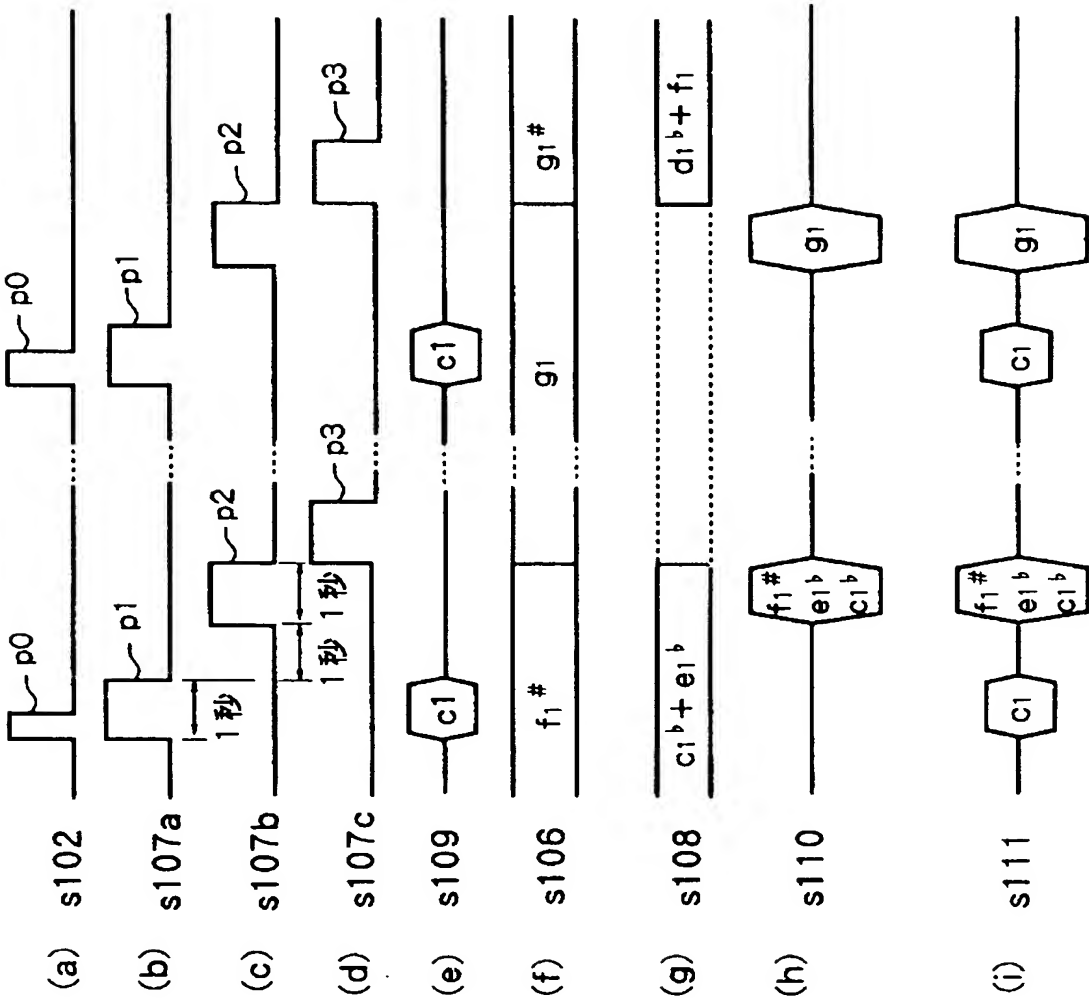 (a) s102 p0 p0
(b) s107a p1 1秒 p1
(c) s107b 1秒 1秒 p2 p2
(d) s107c p3 p3
(e) s109 c1 c1
(f) s106 f1# g1 g1#
(g) s108 c1♭+e1♭ d1♭+f1
(h) s110 f1# e1♭ c1♭ g1
(i) s111 c1 f1# e1♭ c1♭ c1 g1